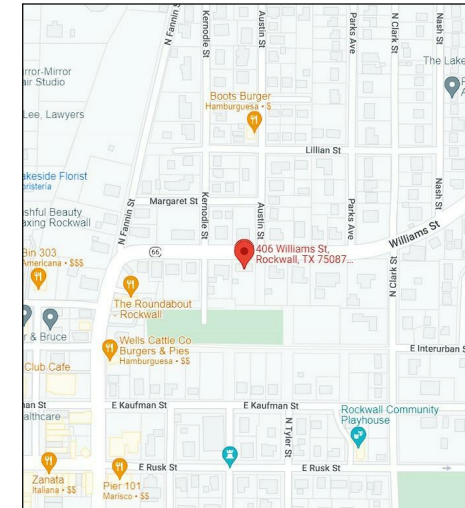 N Fannin St
Kernodle St
Austin St
Parks Ave
N Clark St
Nash St
rror-Mirror
air Studio
The Lake
Boots Burger
Hamburguesa • $
Lee, Lawyers
Lillian St
akeside Florist
oristería
Margaret St
Kernodle St
Austin St
Parks Ave
Nash St
shful Beauty
axing Rockwall
N Fannin St
Williams St
66
406 Williams St,
Rockwall, TX 75087...
Bin 303
Americana • $$$
N Clark St
The Roundabout
- Rockwall
r & Bruce
Wells Cattle Co
Burgers & Pies
Hamburguesa • $$
E Interurban S
Club Cafe
an St
E Kaufman St
E Kaufman St
althcare
Rockwall Community
Playhouse
N Tyler St
E Rusk St
E Rusk St
Zanata
Italiana • $$
Pier 101
Marisco • $$